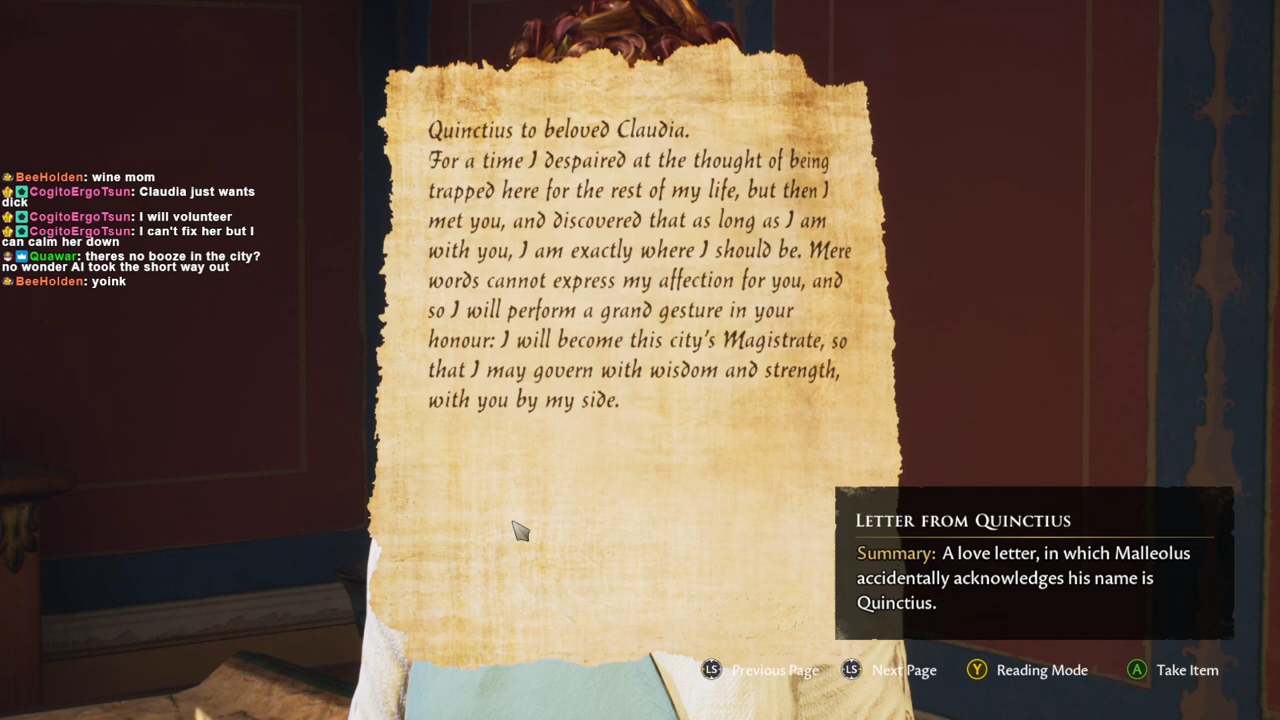 BeeHolden: wine mom
CogitoErgoTsun: Claudia just wants
dick
CogitoErgoTsun: I will volunteer
CogitoErgoTsun: I can't fix her but I
can calm her down
Quawar: theres no booze in the city?
no wonder Al took the short way out
BeeHolden: yoink
Quinctius to beloved Claudia.
For a time I despaired at the thought of being
trapped here for the rest of my life, but then I
met you, and discovered that as long as I am
with you, I am exactly where I should be. Mere
words cannot express my affection for you, and
so I will perform a grand gesture in your
honour: I will become this city's Magistrate, so
that I may govern with wisdom and strength,
with you by my side.
LETTER FROM QUINCTIUS
Summary: A love letter, in which Malleolus
accidentally acknowledges his name is
Quinctius.
LS Previous Page LS Next Page Y Reading Mode A Take Item